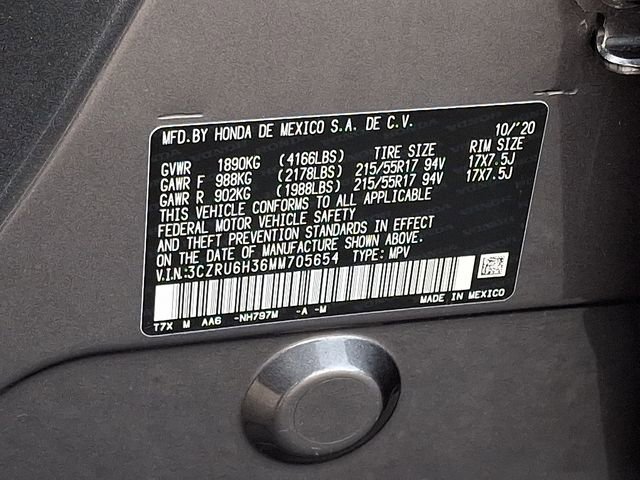 MFD.BY HONDA DE MEXICO S.A. DE C.V. 10/'20
GVWR 1890KG (4166LBS) TIRE SIZE RIM SIZE
GAWR F 988KG (2178LBS) 215/55R17 94V 17X7.5J
GAWR R 902KG (1988LBS) 215/55R17 94V 17X7.5J
THIS VEHICLE CONFORMS TO ALL APPLICABLE
FEDERAL MOTOR VEHICLE SAFETY
AND THEFT PREVENTION STANDARDS IN EFFECT
ON THE DATE OF MANUFACTURE SHOWN ABOVE.
V.I.N.:3CZRU6H36MM705654 TYPE: MPV
T7X M AA6 -NH797M -A -M MADE IN MEXICO